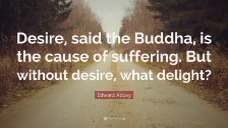 Desire, said the Buddha, is
the cause of suffering. But
without desire, what delight?
Edward Abbey